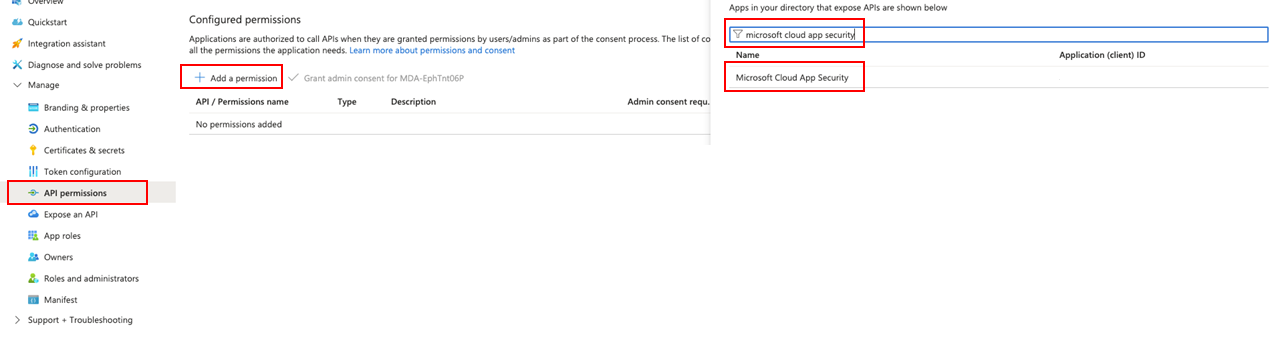 Overview
Quickstart
Integration assistant
Diagnose and solve problems
Manage
Branding & properties
Authentication
Certificates & secrets
Token configuration
API permissions
Expose an API
App roles
Owners
Roles and administrators
Manifest
Support + Troubleshooting
Configured permissions
Applications are authorized to call APIs when they are granted permissions by users/admins as part of the consent process. The list of co
all the permissions the application needs. Learn more about permissions and consent
Add a permission Grant admin consent for MDA-EphTnt06P
API / Permissions name Type Description Admin consent requ.
No permissions added
Apps in your directory that expose APIs are shown below
microsoft cloud app security
Name Application (client) ID
Microsoft Cloud App Security